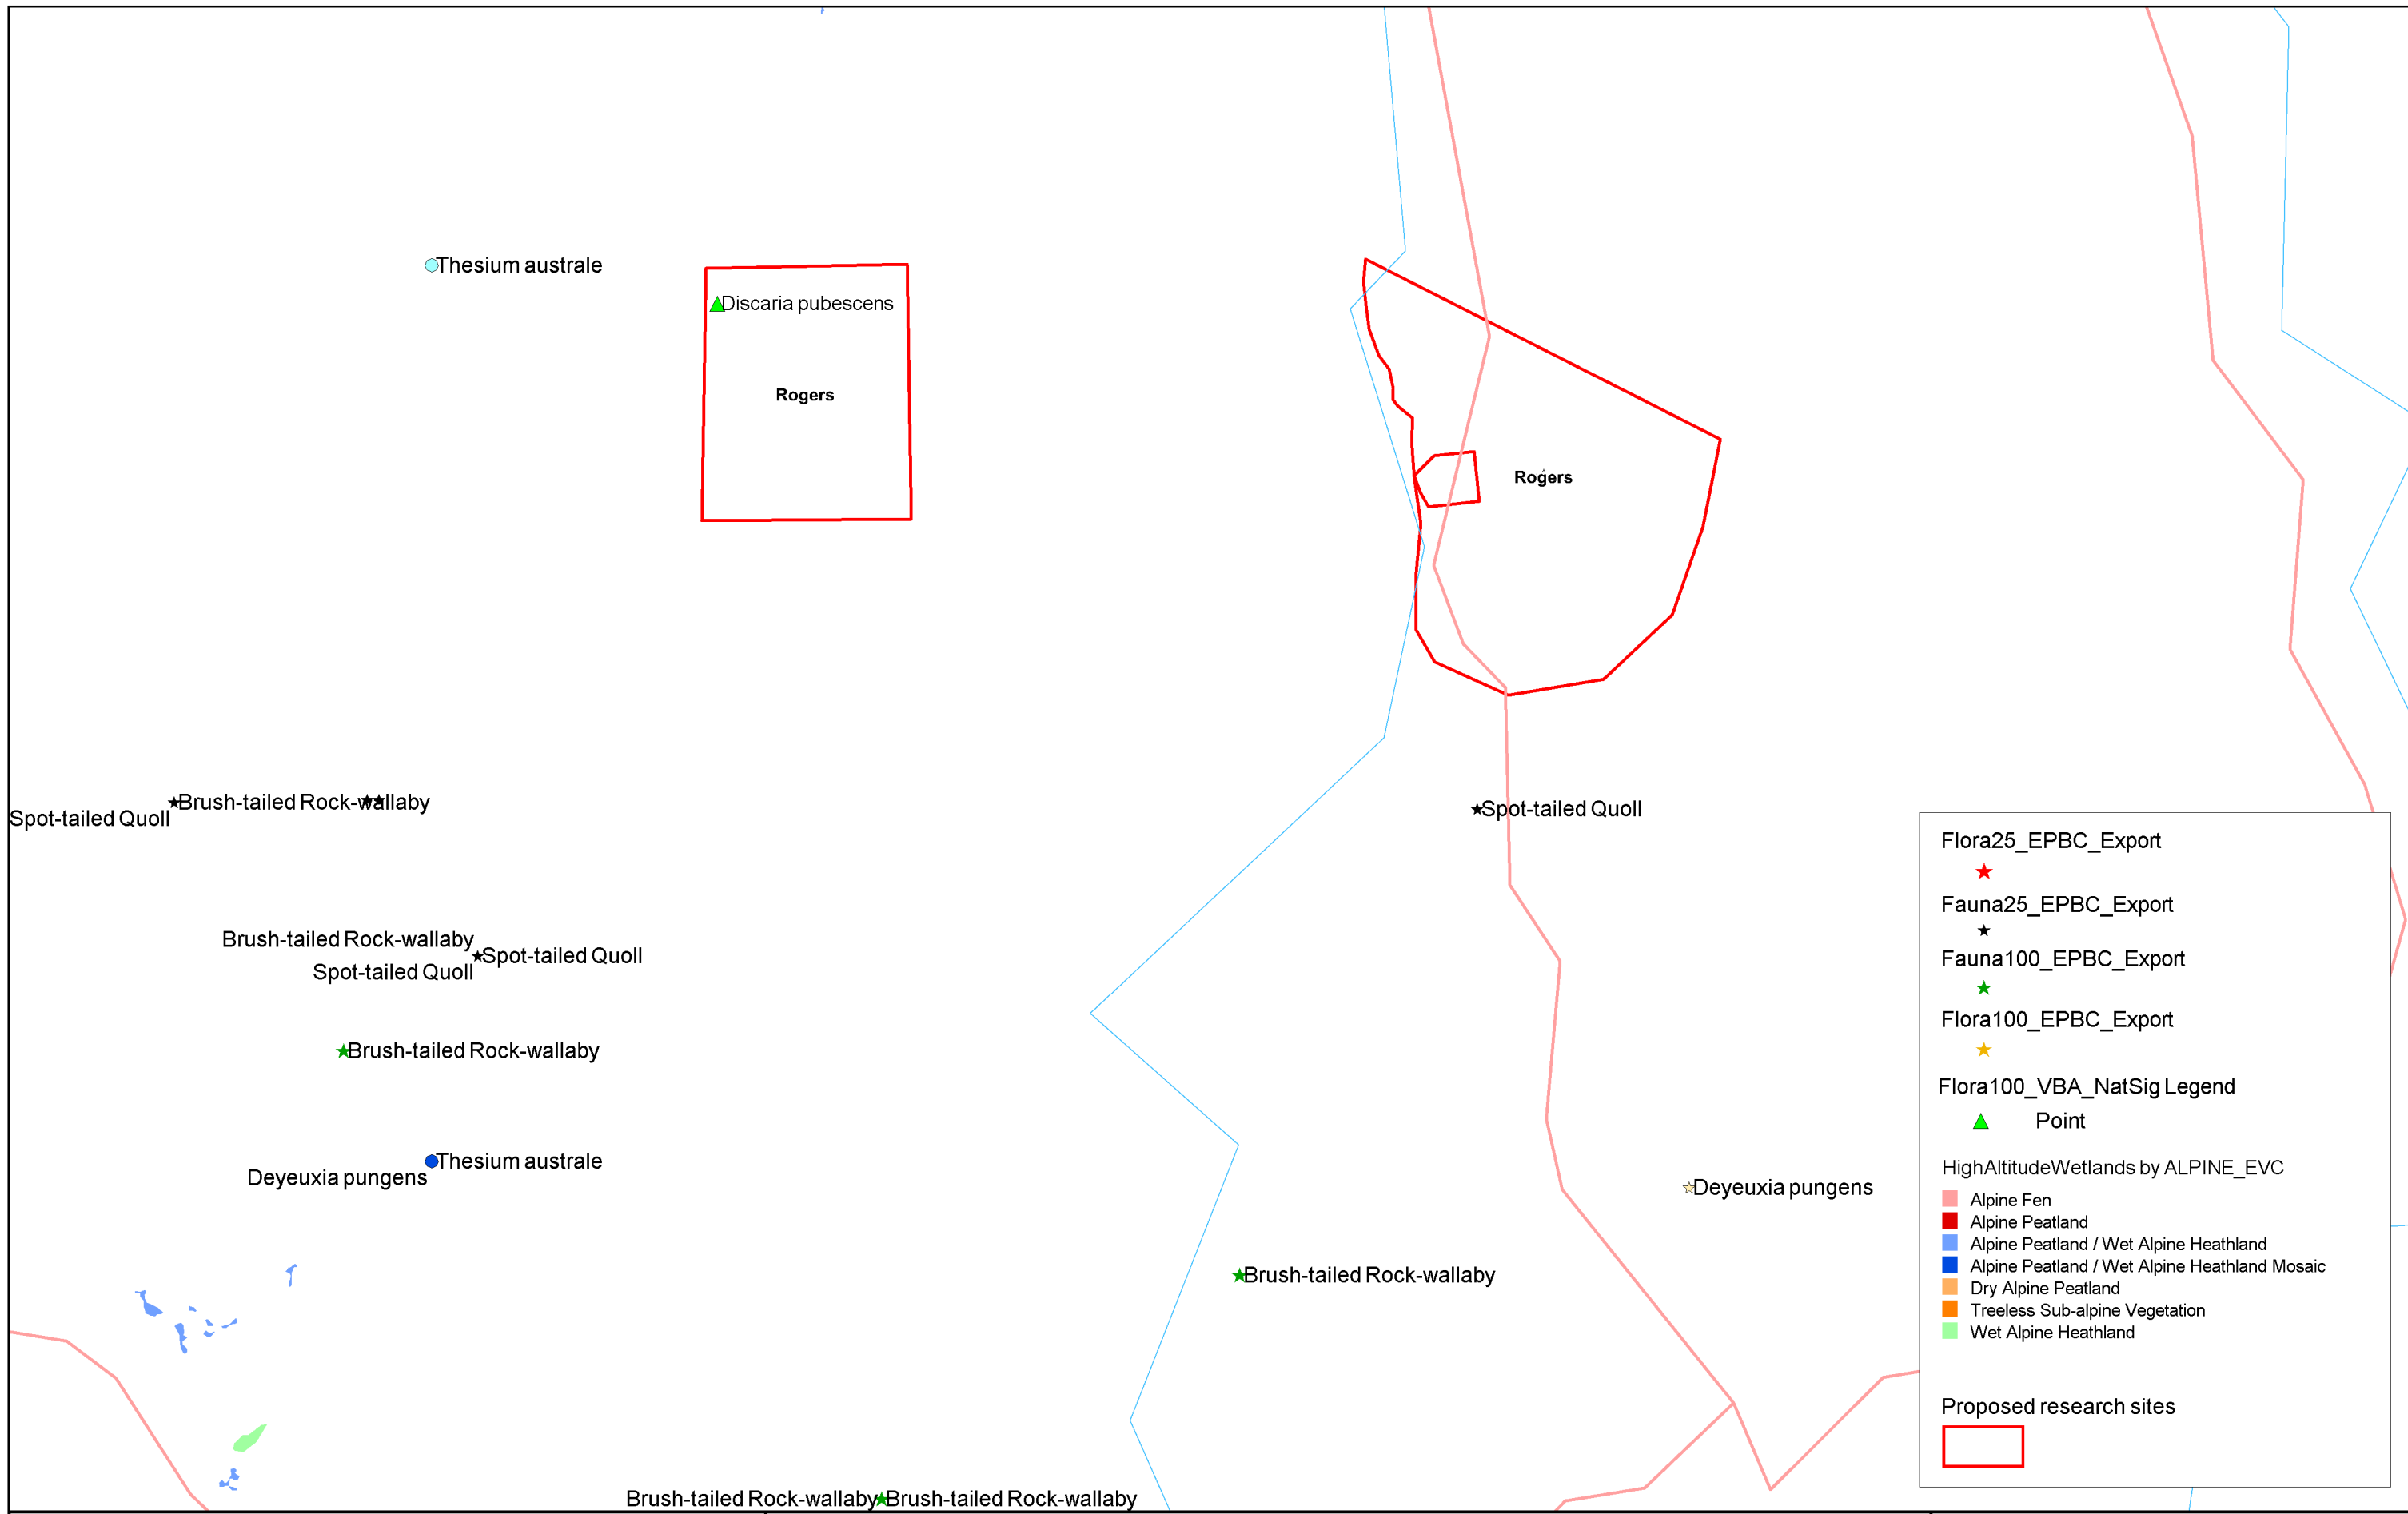 Thesium australe
Discaria pubescens
Rogers
Rogers
Brush-tailed Rock-wallaby
Spot-tailed Quoll
Spot-tailed Quoll
Brush-tailed Rock-wallaby
Spot-tailed Quoll
Spot-tailed Quoll
Brush-tailed Rock-wallaby
Thesium australe
Deyeuxia pungens
Deyeuxia pungens
Brush-tailed Rock-wallaby
Brush-tailed Rock-wallaby
Brush-tailed Rock-wallaby
Flora25_EPBC_Export
Fauna25_EPBC_Export
Fauna100_EPBC_Export
Flora100_EPBC_Export
Flora100_VBA_NatSig Legend
Point
HighAltitudeWetlands by ALPINE_EVC
Alpine Fen
Alpine Peatland
Alpine Peatland / Wet Alpine Heathland
Alpine Peatland / Wet Alpine Heathland Mosaic
Dry Alpine Peatland
Treeless Sub-alpine Vegetation
Wet Alpine Heathland
Proposed research sites